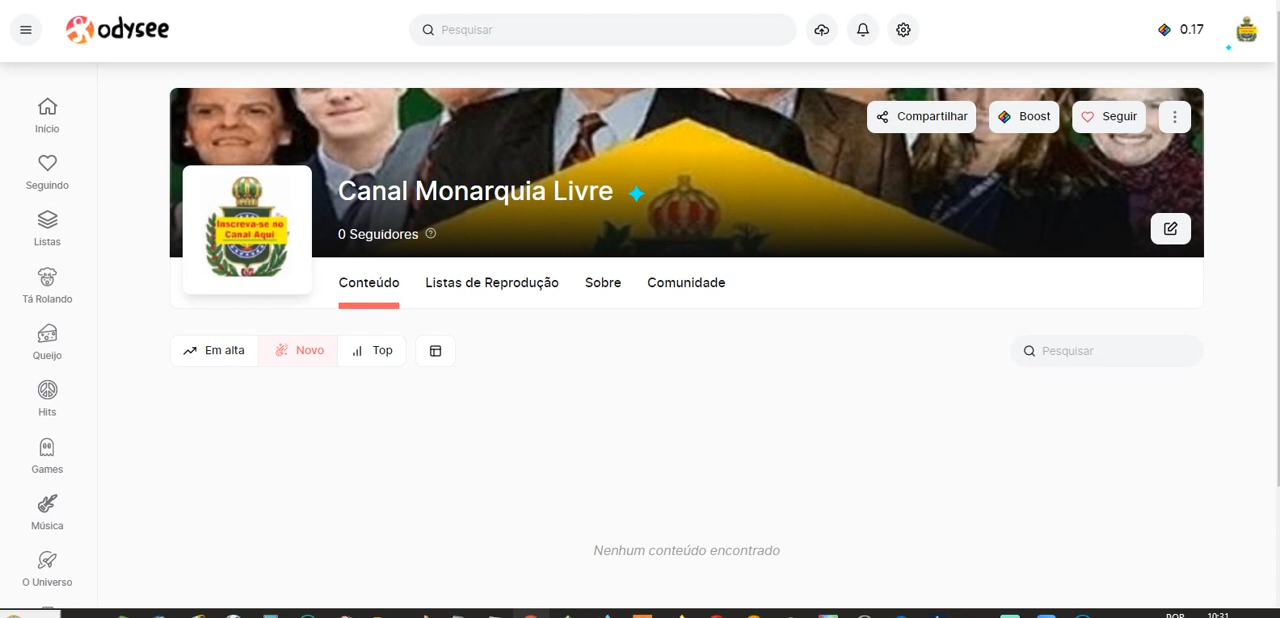 odysee
Pesquisar
0.17
Início
Seguindo
Listas
Tá Rolando
Queijo
Hits
Games
Música
O Universo
Compartilhar
Boost
Seguir
Inscreva-se no
Canal Aqui
Canal Monarquia Livre
0 Seguidores
Conteúdo
Listas de Reprodução
Sobre
Comunidade
Em alta
Novo
Top
Pesquisar
Nenhum conteúdo encontrado
POR
10:31